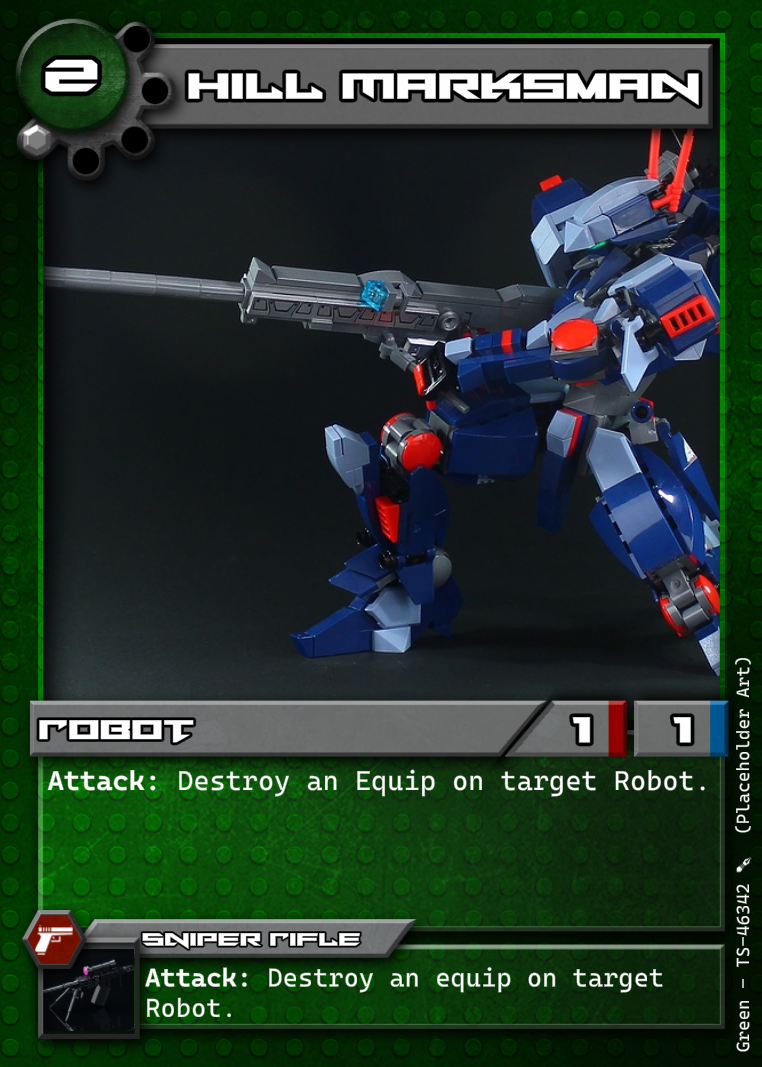 2
HILL MARKSMAN
ROBOT
1
1
Attack: Destroy an Equip on target Robot.
SNIPER RIFLE
Attack: Destroy an equip on target
Robot.
Green - TS-46342 (Placeholder Art)